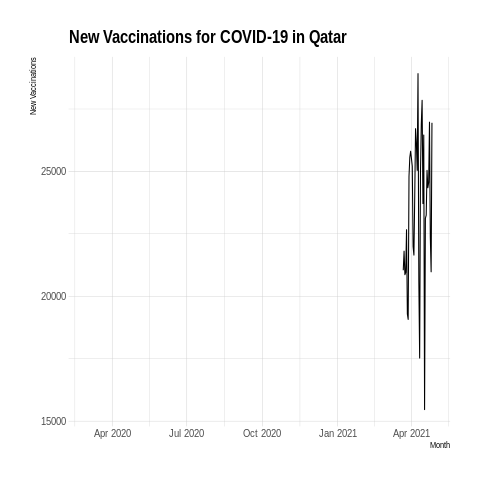 New Vaccinations for COVID-19 in Qatar
New Vaccinations
25000
20000
15000
Apr 2020 Jul 2020 Oct 2020 Jan 2021 Apr 2021
Month